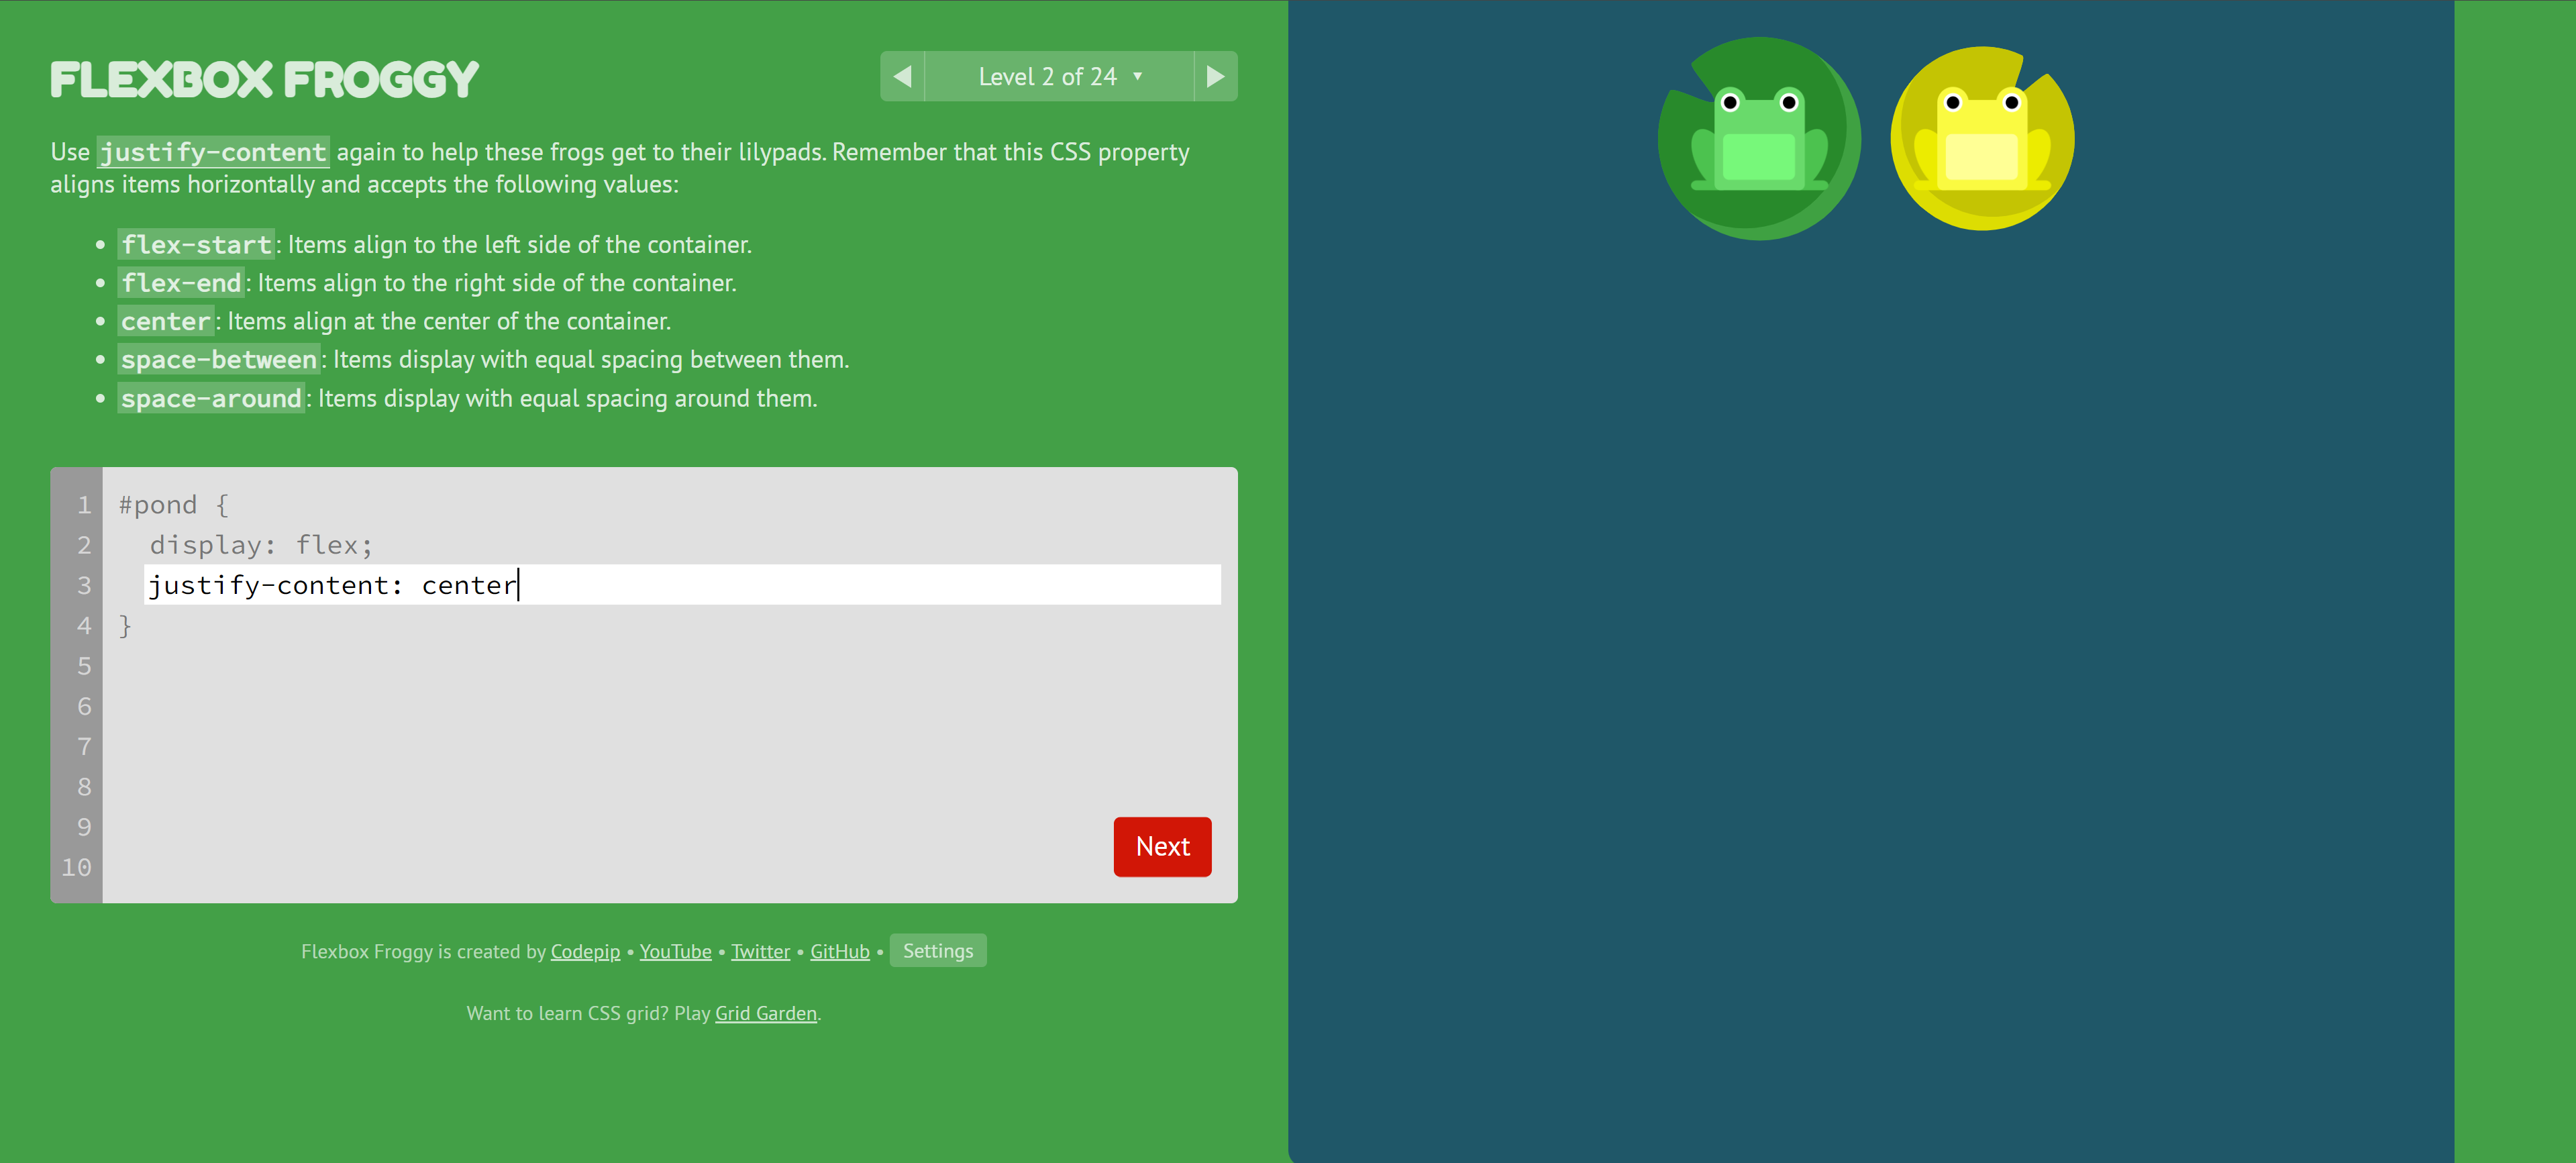 FLEXBOX FROGGY
Level 2 of 24
Use justify-content again to help these frogs get to their lilypads. Remember that this CSS property
aligns items horizontally and accepts the following values:
flex-start: Items align to the left side of the container.
flex-end: Items align to the right side of the container.
center: Items align at the center of the container.
space-between: Items display with equal spacing between them.
space-around: Items display with equal spacing around them.
1 #pond {
2 display: flex;
3 justify-content: center
4 }
5
6
7
8
9
10
Next
Flexbox Froggy is created by Codepip • YouTube • Twitter • GitHub • Settings
Want to learn CSS grid? Play Grid Garden.